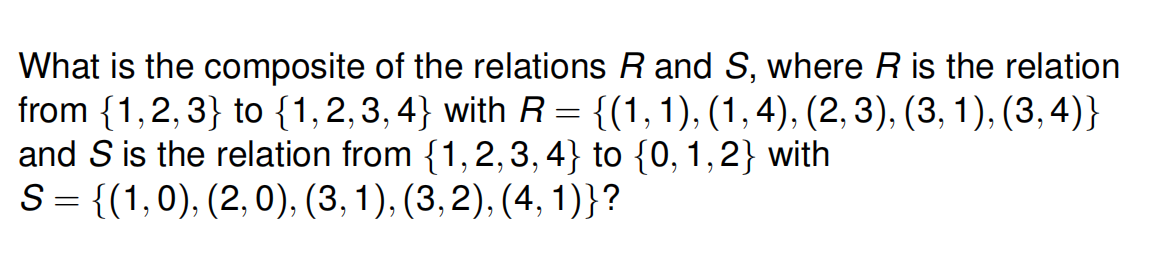 What is the composite of the relations R and S, where R is the relation
from {1, 2, 3} to {1, 2, 3, 4} with R = {(1, 1), (1, 4), (2, 3), (3, 1), (3, 4)}
and S is the relation from {1, 2, 3, 4} to {0, 1, 2} with
S = {(1, 0), (2, 0), (3, 1), (3, 2), (4, 1)}?